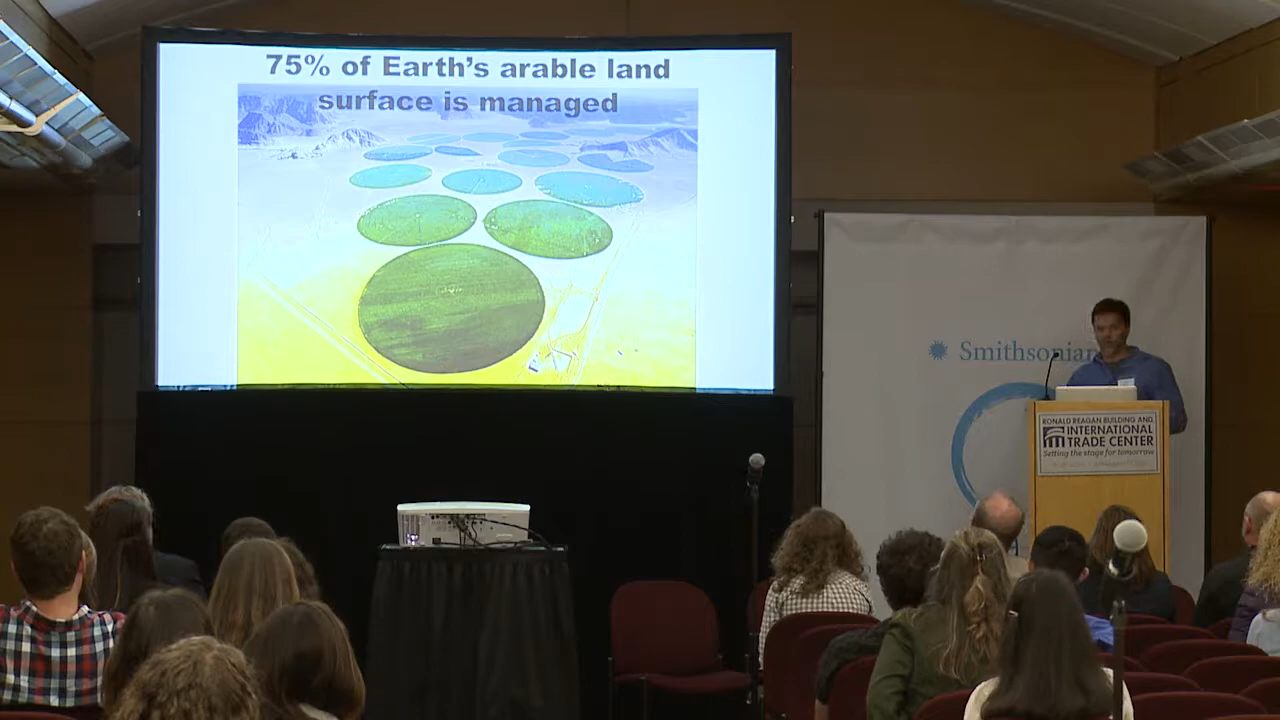 75% of Earth's arable land
surface is managed
Smithsonian
RONALD REAGAN BUILDING AND
INTERNATIONAL
TRADE CENTER
Setting the stage for tomorrow